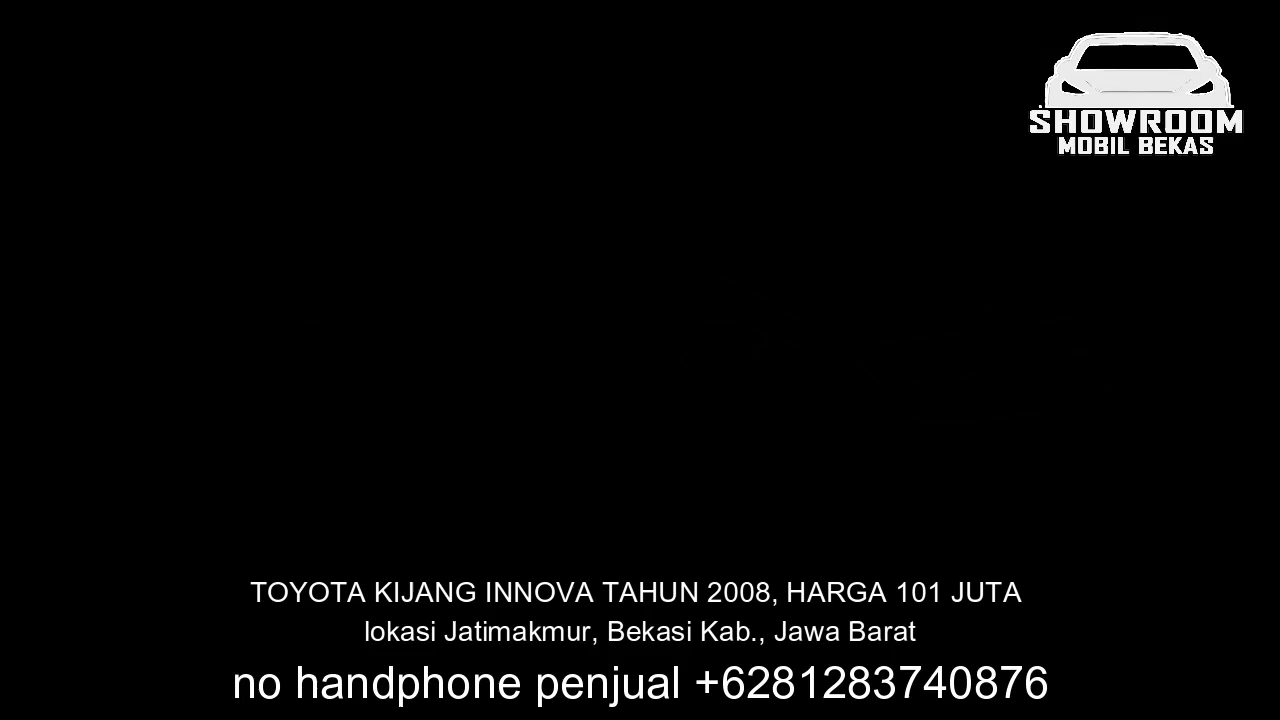 SHOWROOM
MOBIL BEKAS
TOYOTA KIJANG INNOVA TAHUN 2008, HARGA 101 JUTA
lokasi Jatimakmur, Bekasi Kab., Jawa Barat
no handphone penjual +6281283740876